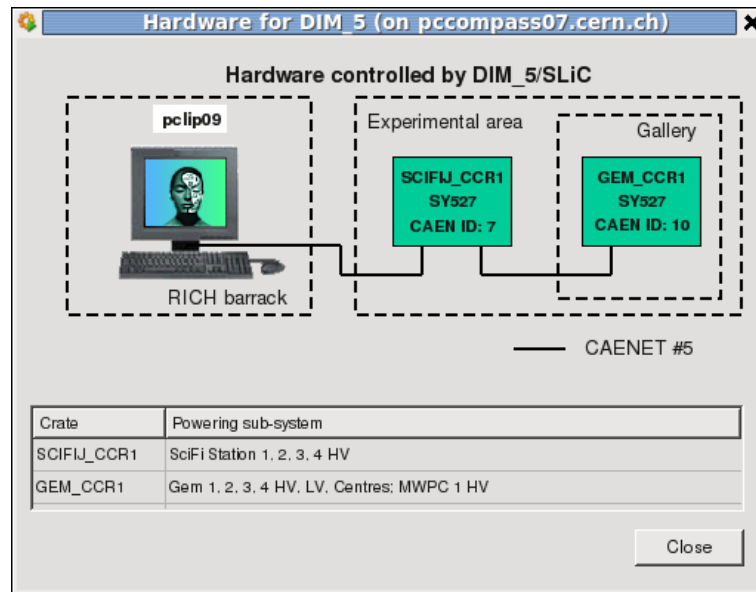 Hardware for DIM_5 (on pccompass07.cern.ch)
Hardware controlled by DIM_5/SLiC
pclip09
RICH barrack
Experimental area
Gallery
SCIFIJ_CCR1
SY527
CAEN ID: 7
GEM_CCR1
SY527
CAEN ID: 10
CAENET #5
Crate Powering sub-system
SCIFIJ_CCR1 SciFi Station 1, 2, 3, 4 HV
GEM_CCR1 Gem 1, 2, 3, 4 HV, LV, Centres; MWPC 1 HV
Close